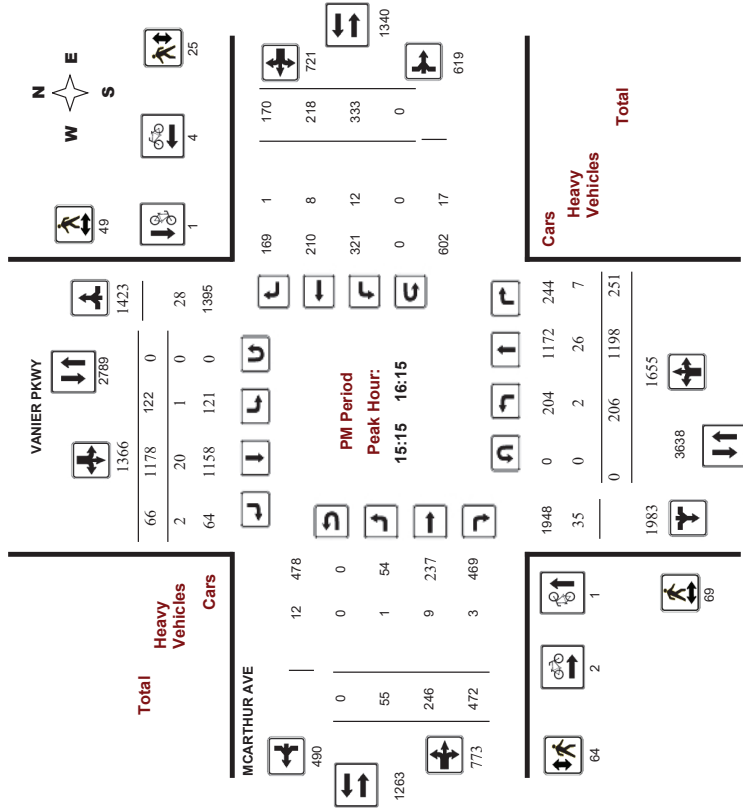 N
W E
S
25
4
49
1
VANIER PKWY
1366
2789
1423
66 1178 122 0
2 20 1 0 28
64 1158 121 0 1395
Total
Heavy
Vehicles
Cars
1340
721
619
169 1 170
210 8 218
321 12 333
0 0 0
602 17
PM Period
Peak Hour:
15:15 16:15
MCARTHUR AVE
490
1263
773
12 478
0 0 0
55 1 54
246 9 237
472 3 469
Cars
Heavy
Vehicles
Total
1948 0 204 1172 244
35 0 2 26 7
0 206 1198 251
1983
3638
1655
64
2
1
69